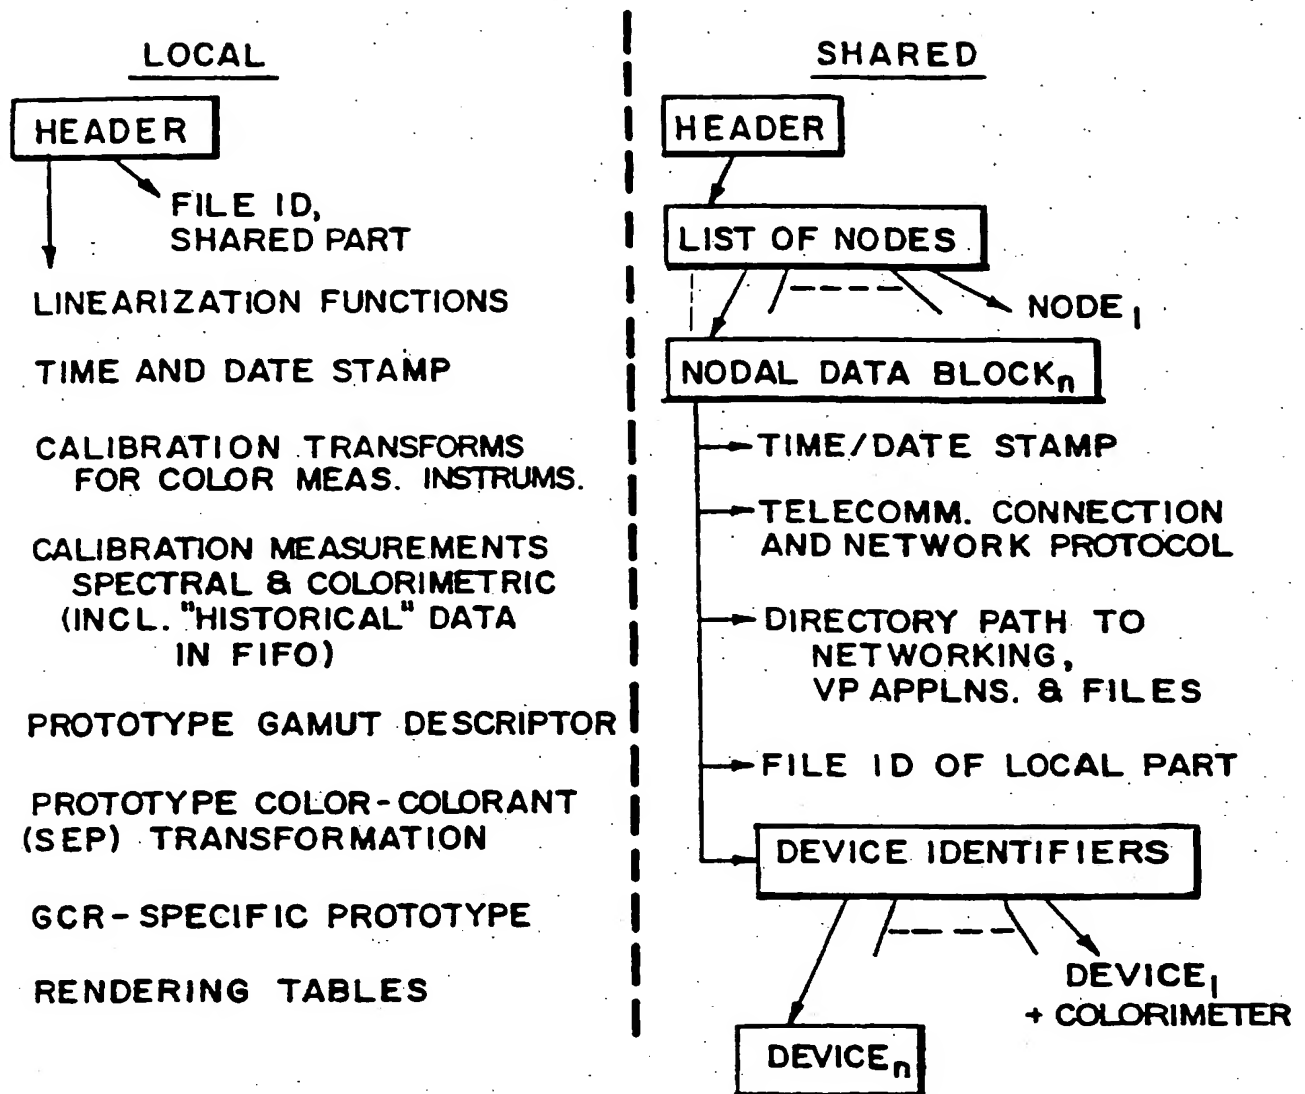 LOCAL
HEADER
FILE ID,
SHARED PART
LINEARIZATION FUNCTIONS
TIME AND DATE STAMP
CALIBRATION TRANSFORMS
FOR COLOR MEAS. INSTRUMS.
CALIBRATION MEASUREMENTS
SPECTRAL & COLORIMETRIC
(INCL. "HISTORICAL" DATA
IN FIFO)
PROTOTYPE GAMUT DESCRIPTOR
PROTOTYPE COLOR-COLORANT
(SEP) TRANSFORMATION
GCR-SPECIFIC PROTOTYPE
RENDERING TABLES
SHARED
HEADER
LIST OF NODES
NODE1
NODAL DATA BLOCKn
TIME/DATE STAMP
TELECOMM. CONNECTION
AND NETWORK PROTOCOL
DIRECTORY PATH TO
NETWORKING,
VP APPLNS. & FILES
FILE ID OF LOCAL PART
DEVICE IDENTIFIERS
DEVICE1
+ COLORIMETER
DEVICEn